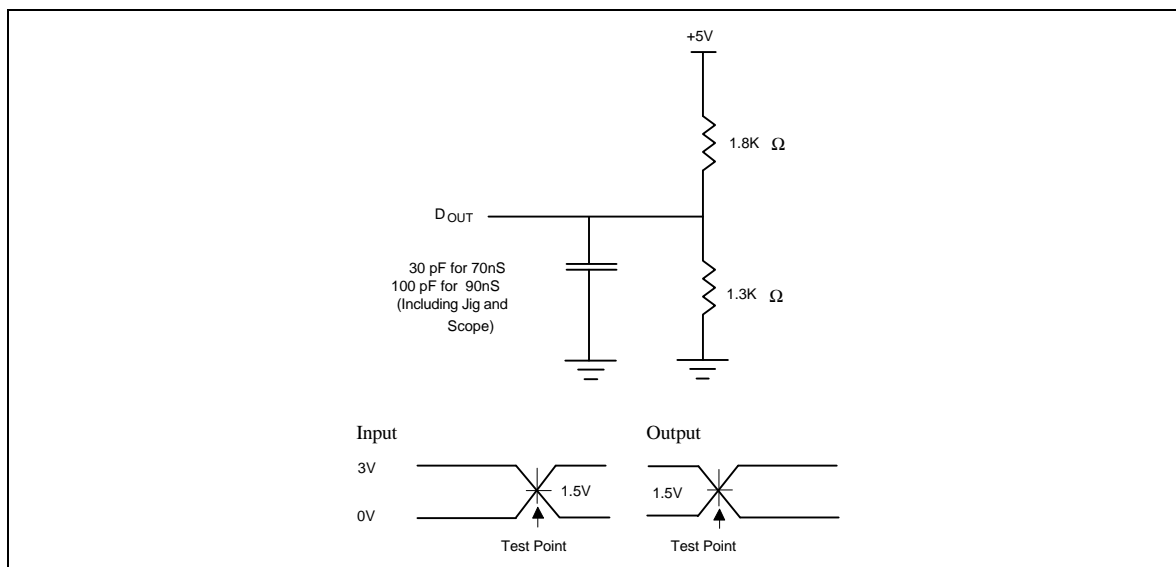 +5V
1.8K Ω
DOUT
30 pF for 70nS
100 pF for 90nS
(Including Jig and
Scope)
1.3K Ω
Input
Output
3V
1.5V
1.5V
0V
Test Point
Test Point